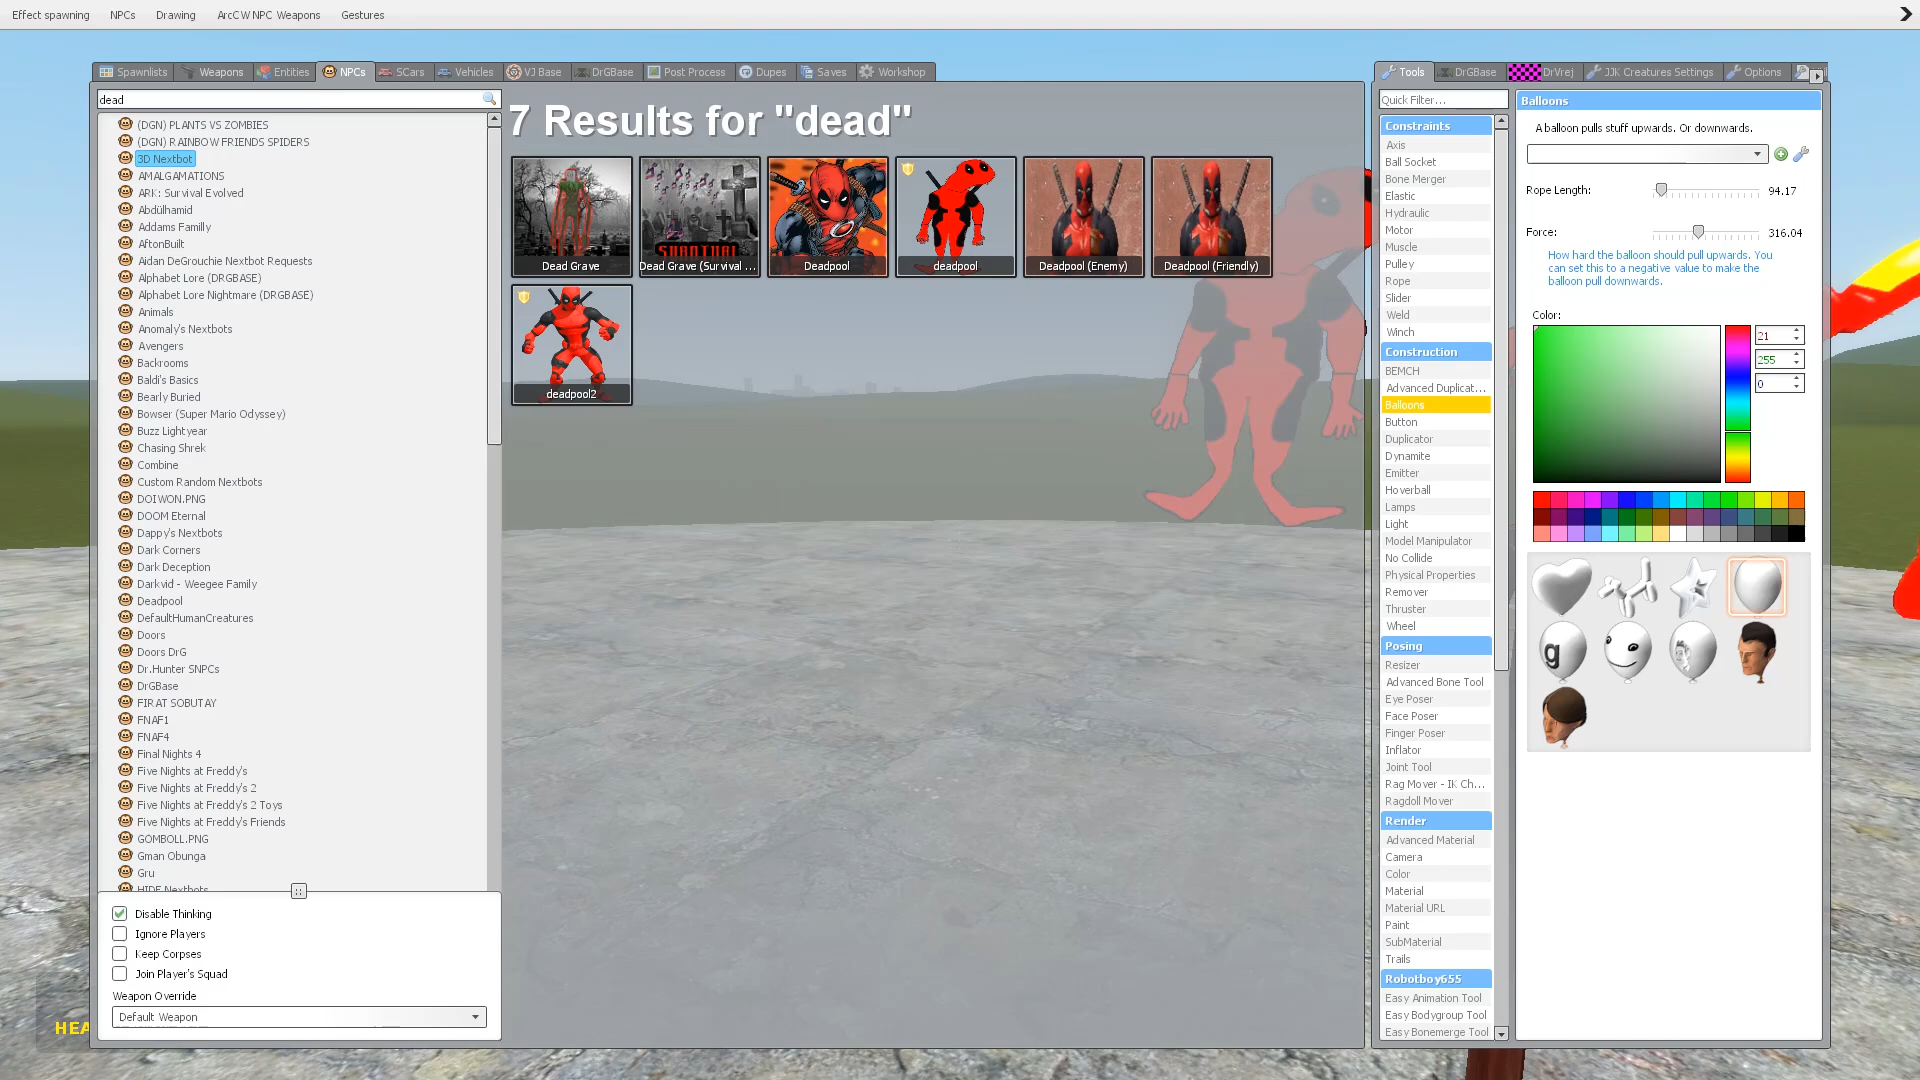 Effect spawning NPCs Drawing ArcCW NPC Weapons Gestures
Spawnlists Weapons Entities NPCs SCars Vehicles VJ Base DrGBase Post Process Dupes Saves Workshop
dead
(DGN) PLANTS VS ZOMBIES
(DGN) RAINBOW FRIENDS SPIDERS
3D Nextbot
AMALGAMATIONS
ARK: Survival Evolved
Abdülhamid
Addams Familly
AftonBuilt
Aidan DeGrouchie Nextbot Requests
Alphabet Lore (DRGBASE)
Alphabet Lore Nightmare (DRGBASE)
Animals
Anomaly's Nextbots
Avengers
Backrooms
Baldi's Basics
Bearly Buried
Bowser (Super Mario Odyssey)
Buzz Lightyear
Chasing Shrek
Combine
Custom Random Nextbots
DOIWON.PNG
DOOM Eternal
Dappy's Nextbots
Dark Corners
Dark Deception
Darkvid - Weegee Family
Deadpool
DefaultHumanCreatures
Doors
Doors DrG
Dr.Hunter SNPCs
DrGBase
FIRAT SOBUTAY
FNAF1
FNAF4
Final Nights 4
Five Nights at Freddy's
Five Nights at Freddy's 2
Five Nights at Freddy's 2 Toys
Five Nights at Freddy's Friends
GOMBOLL.PNG
Gman Obunga
Gru
HIDE Nextbots
Disable Thinking
Ignore Players
Keep Corpses
Join Player's Squad
Weapon Override
Default Weapon
HEA
7 Results for "dead"
SURVIVAL
Dead Grave
Dead Grave (Survival ...
Deadpool
deadpool
Deadpool (Enemy)
Deadpool (Friendly)
deadpool2
Tools DrGBase DrVrej JJK Creatures Settings Options
Quick Filter...
Constraints
Axis
Ball Socket
Bone Merger
Elastic
Hydraulic
Motor
Muscle
Pulley
Rope
Slider
Weld
Winch
Construction
BEMCH
Advanced Duplicat...
Balloons
Button
Duplicator
Dynamite
Emitter
Hoverball
Lamps
Light
Model Manipulator
No Collide
Physical Properties
Remover
Thruster
Wheel
Posing
Resizer
Advanced Bone Tool
Eye Poser
Face Poser
Finger Poser
Inflator
Joint Tool
Rag Mover - IK Ch...
Ragdoll Mover
Render
Advanced Material
Camera
Color
Material
Material URL
Paint
SubMaterial
Trails
Robotboy655
Easy Animation Tool
Easy Bodygroup Tool
Easy Bonemerge Tool
Balloons
A balloon pulls stuff upwards. Or downwards.
Rope Length: 94.17
Force: 316.04
How hard the balloon should pull upwards. You
can set this to a negative value to make the
balloon pull downwards.
Color:
21
255
0
g